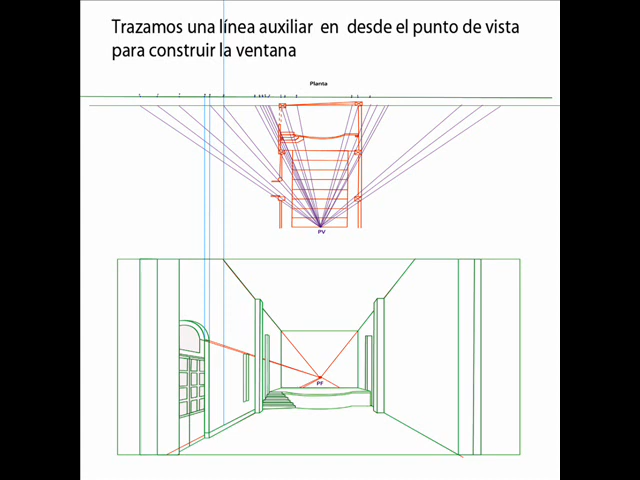 Trazamos una línea auxiliar en desde el punto de vista
para construir la ventana
Planta
PV
PF